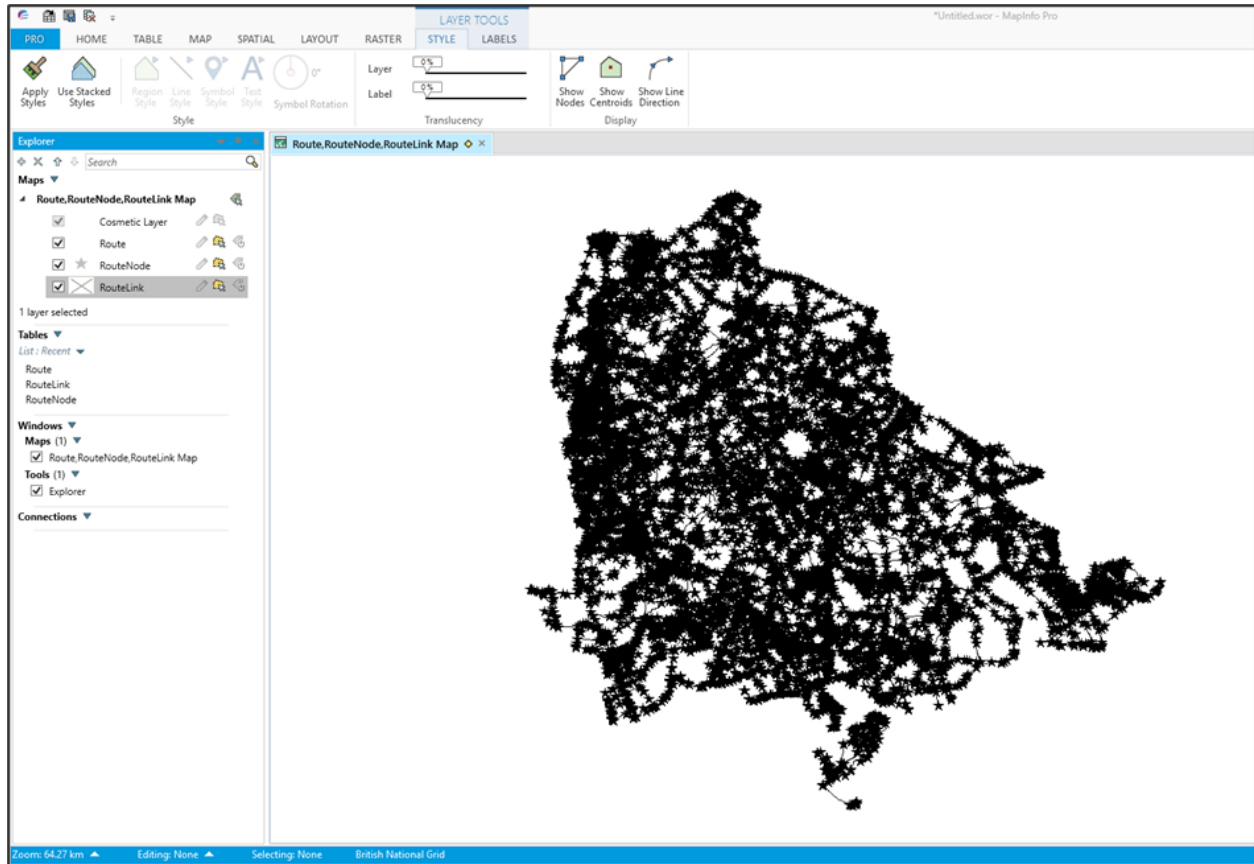 LAYER TOOLS
*Untitled.wor - MapInfo Pro
PRO HOME TABLE MAP SPATIAL LAYOUT RASTER STYLE LABELS
Apply Styles
Use Stacked Styles
Region Style
Line Style
Symbol Style
Text Style
Symbol Rotation
0°
Style
Layer 0%
Label 0%
Translucency
Show Nodes
Show Centroids
Show Line Direction
Display
Explorer
Search
Maps
Route,RouteNode,RouteLink Map
Cosmetic Layer
Route
RouteNode
RouteLink
1 layer selected
Tables
List : Recent
Route
RouteLink
RouteNode
Windows
Maps (1)
Route,RouteNode,RouteLink Map
Tools (1)
Explorer
Connections
Route,RouteNode,RouteLink Map
Zoom: 64.27 km Editing: None Selecting: None British National Grid